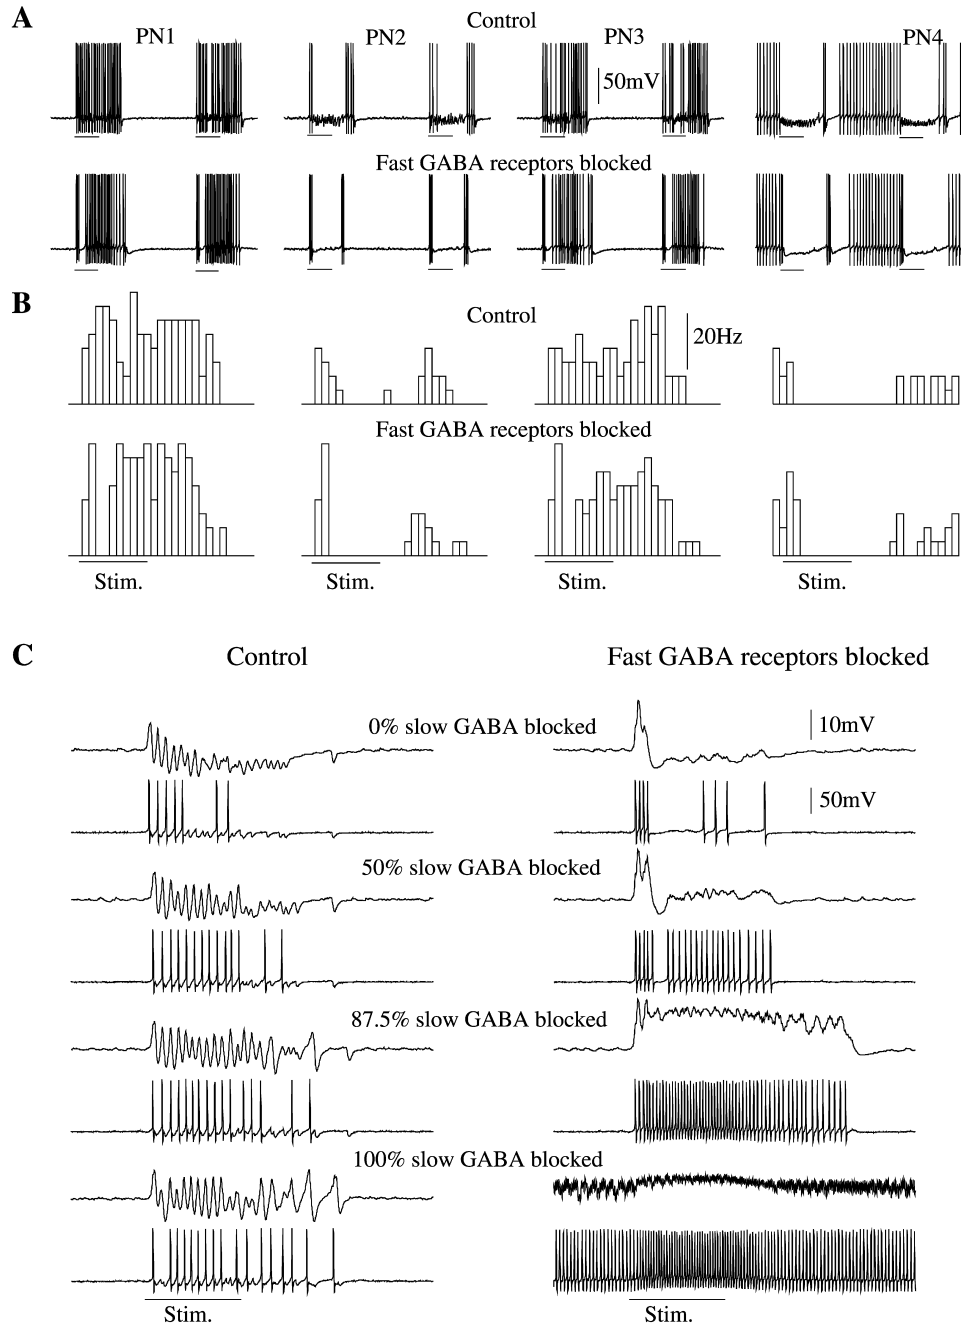 A
Control
PN1
PN2
PN3
PN4
50mV
Fast GABA receptors blocked
B
Control
20Hz
Fast GABA receptors blocked
Stim.
Stim.
Stim.
Stim.
C
Control
Fast GABA receptors blocked
0% slow GABA blocked
10mV
50mV
50% slow GABA blocked
87.5% slow GABA blocked
100% slow GABA blocked
Stim.
Stim.